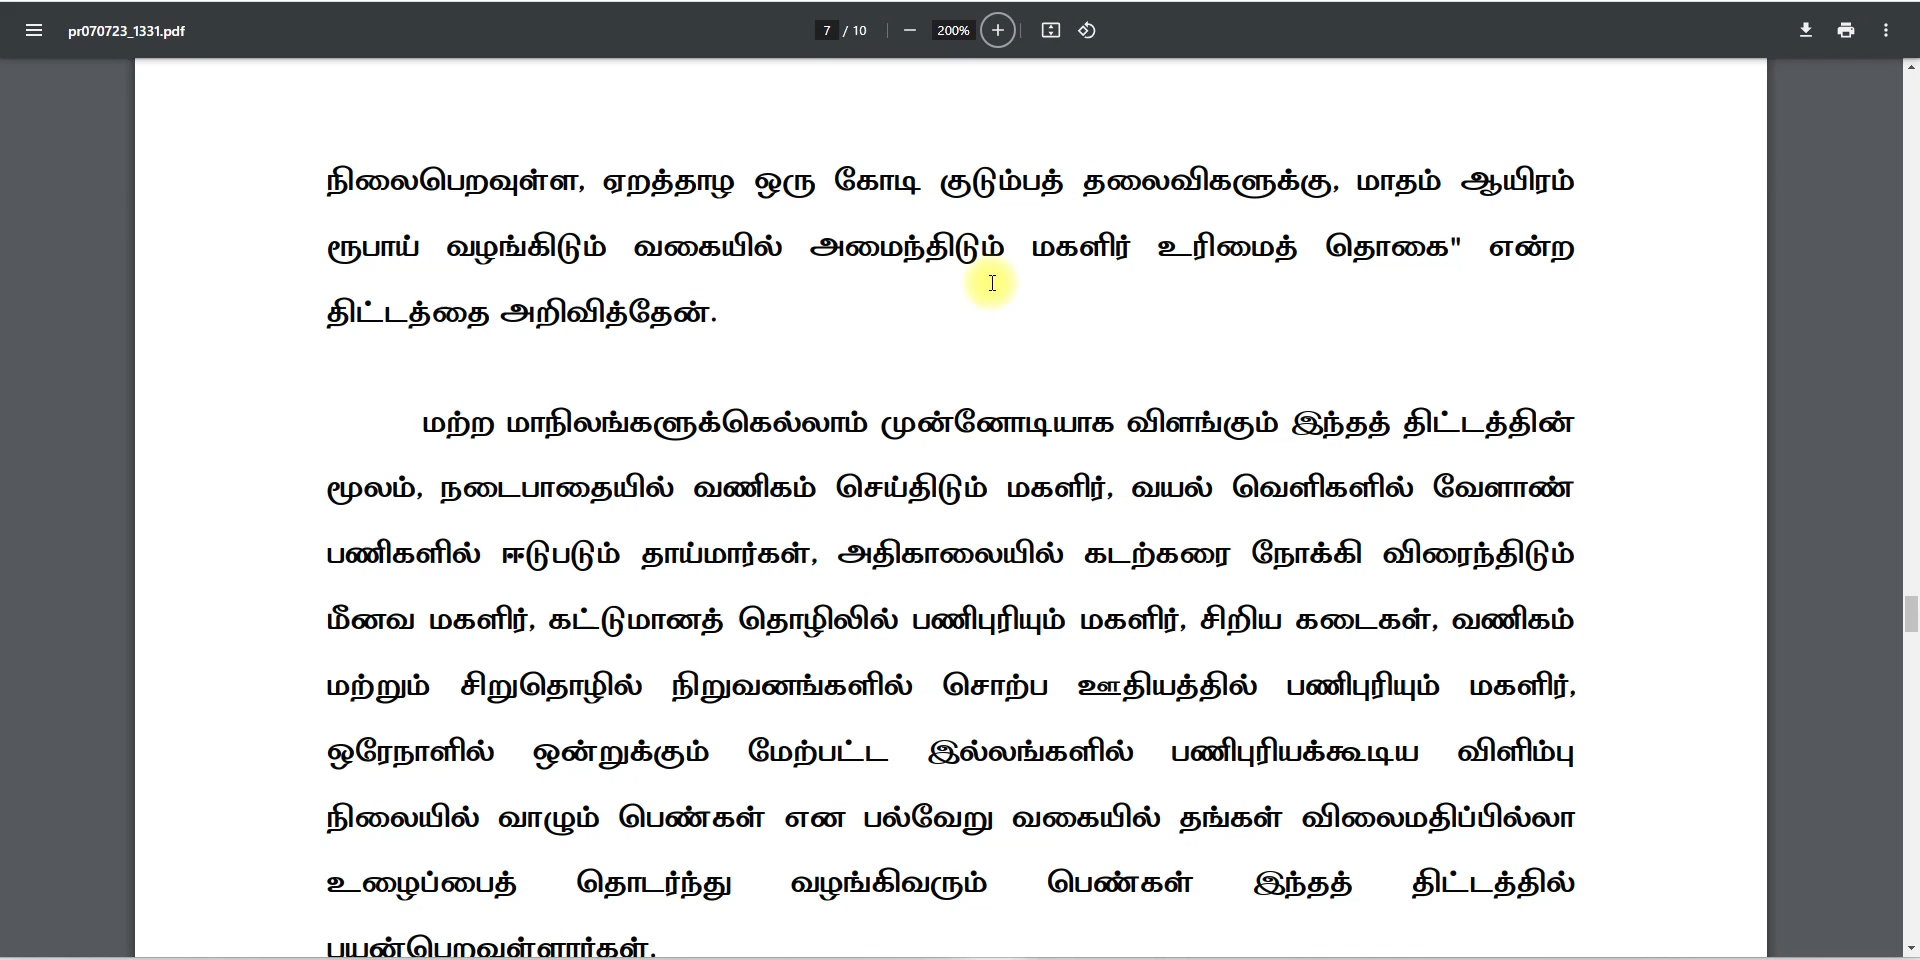 pr070723_1331.pdf
7 / 10
200%
நிலைபெறவுள்ள, ஏறத்தாழ ஒரு கோடி குடும்பத் தலைவிகளுக்கு, மாதம் ஆயிரம்
ரூபாய் வழங்கிடும் வகையில் அமைந்திடும் மகளிர் உரிமைத் தொகை" என்ற
திட்டத்தை அறிவித்தேன்.
மற்ற மாநிலங்களுக்கெல்லாம் முன்னோடியாக விளங்கும் இந்தத் திட்டத்தின்
மூலம், நடைபாதையில் வணிகம் செய்திடும் மகளிர், வயல் வெளிகளில் வேளாண்
பணிகளில் ஈடுபடும் தாய்மார்கள், அதிகாலையில் கடற்கரை நோக்கி விரைந்திடும்
மீனவ மகளிர், கட்டுமானத் தொழிலில் பணிபுரியும் மகளிர், சிறிய கடைகள், வணிகம்
மற்றும் சிறுதொழில் நிறுவனங்களில் சொற்ப ஊதியத்தில் பணிபுரியும் மகளிர்,
ஒரேநாளில் ஒன்றுக்கும் மேற்பட்ட இல்லங்களில் பணிபுரியக்கூடிய விளிம்பு
நிலையில் வாழும் பெண்கள் என பல்வேறு வகையில் தங்கள் விலைமதிப்பில்லா
உழைப்பைத் தொடர்ந்து வழங்கிவரும் பெண்கள் இந்தத் திட்டத்தில்
பயன்பெறவுள்ளார்கள்.